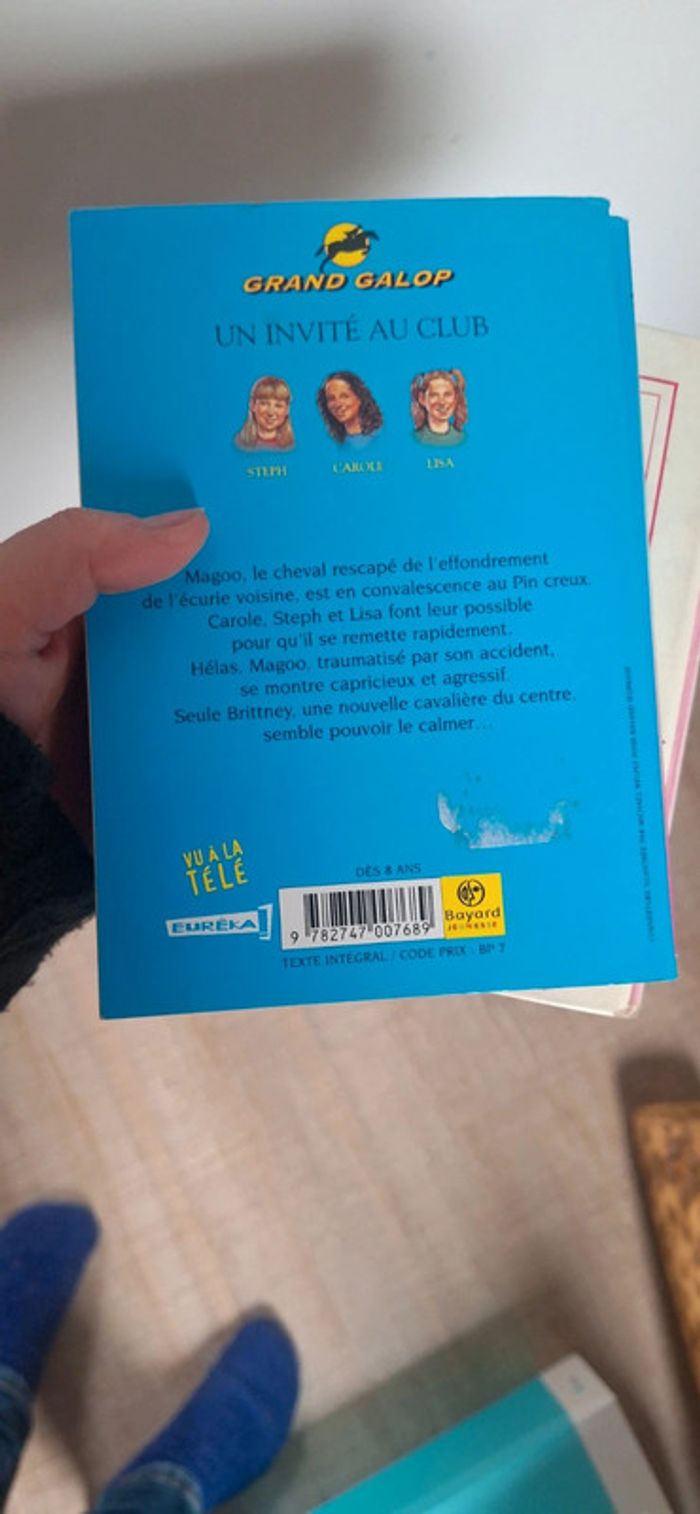 GRAND GALOP
UN INVITÉ AU CLUB
STEPH CAROLE LISA
Magoo, le cheval rescapé de l'effondrement
de l'écurie voisine, est en convalescence au Pin creux.
Carole, Steph et Lisa font leur possible
pour qu'il se remette rapidement.
Hélas, Magoo, traumatisé par son accident,
se montre capricieux et agressif
Seule Brittney, une nouvelle cavalière du centre,
semble pouvoir le calmer...
VU À LA
TÉLÉ
DÈS 8 ANS
EURÊKA!
Bayard
JEUNESSE
9 782747 007689
TEXTE INTÉGRAL / CODE PRIX : BP 7